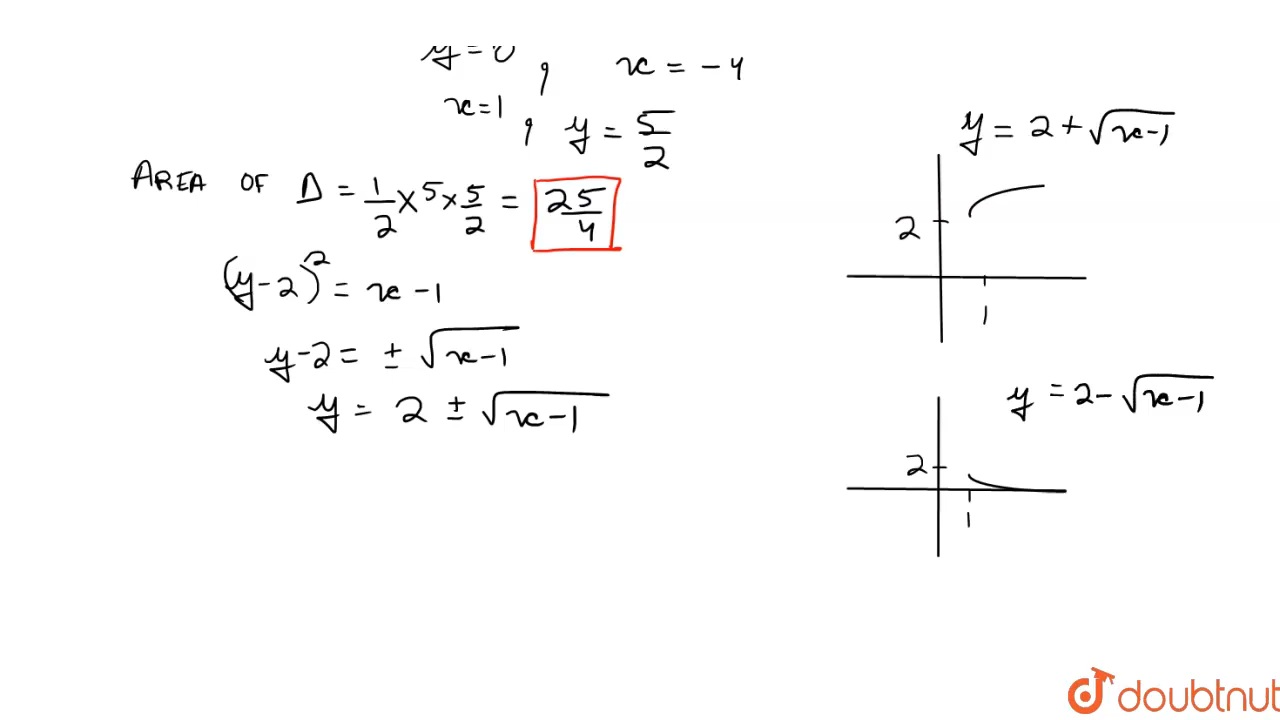 y = 0 , x = -4
x = 1 , y = 5/2
AREA OF Δ = 1/2 × 5 × 5/2 = 25/4
(y-2)² = x-1
y-2 = ± √(x-1)
y = 2 ± √(x-1)
y = 2 + √(x-1)
2
1
y = 2 - √(x-1)
2
1
doubtnut